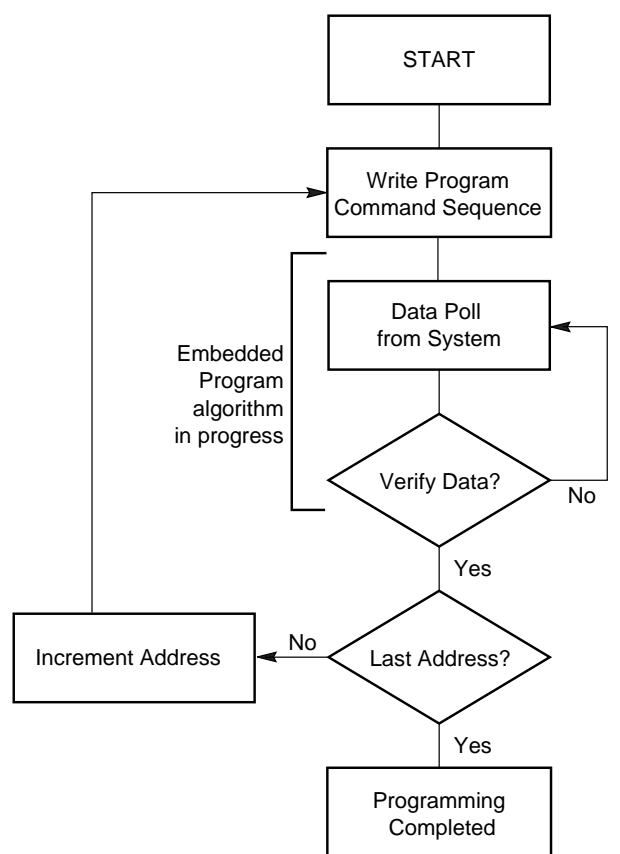 START
Write Program
Command Sequence
Data Poll
from System
Embedded
Program
algorithm
in progress
Verify Data?
No
Yes
No
Increment Address
Last Address?
Yes
Programming
Completed